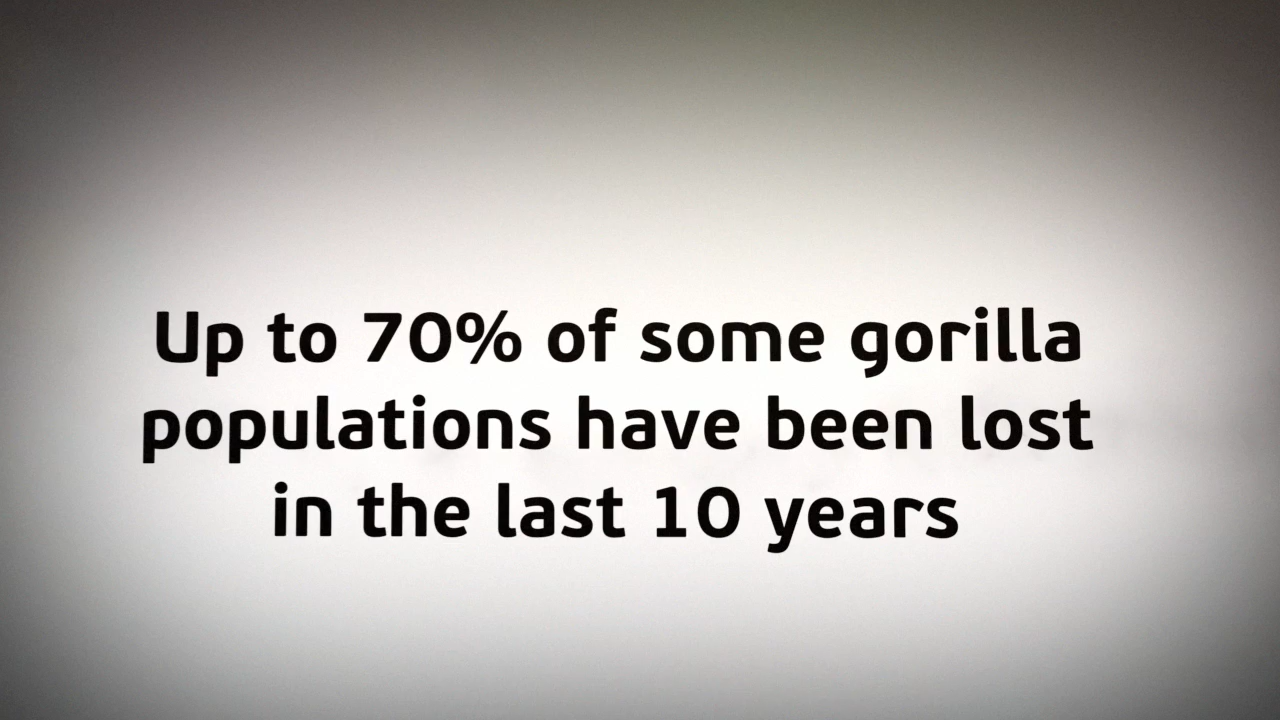 Up to 70% of some gorilla
populations have been lost
in the last 10 years